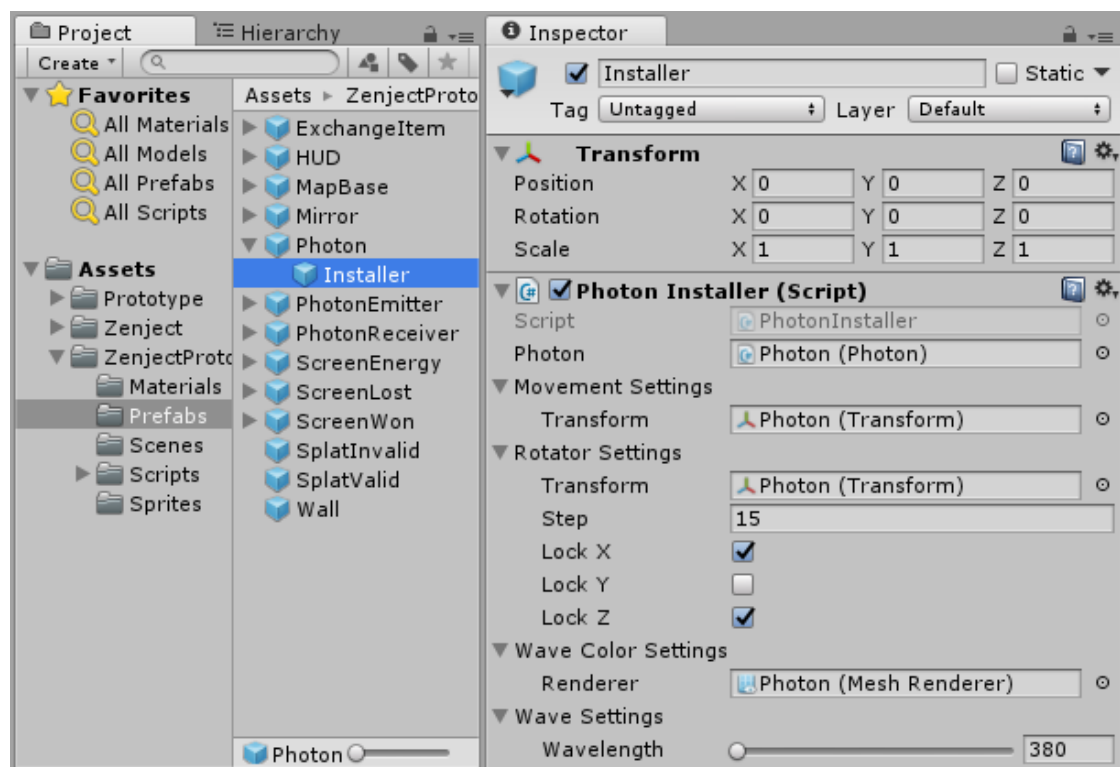 Project
Hierarchy
Create
Favorites
All Materials
All Models
All Prefabs
All Scripts
Assets
Prototype
Zenject
ZenjectProto
Materials
Prefabs
Scenes
Scripts
Sprites
Assets ▸ ZenjectProto
ExchangeItem
HUD
MapBase
Mirror
Photon
Installer
PhotonEmitter
PhotonReceiver
ScreenEnergy
ScreenLost
ScreenWon
SplatInvalid
SplatValid
Wall
Photon
Inspector
Installer Static
Tag Untagged Layer Default
Transform
Position X 0 Y 0 Z 0
Rotation X 0 Y 0 Z 0
Scale X 1 Y 1 Z 1
Photon Installer (Script)
Script PhotonInstaller
Photon Photon (Photon)
Movement Settings
Transform Photon (Transform)
Rotator Settings
Transform Photon (Transform)
Step 15
Lock X
Lock Y
Lock Z
Wave Color Settings
Renderer Photon (Mesh Renderer)
Wave Settings
Wavelength 380